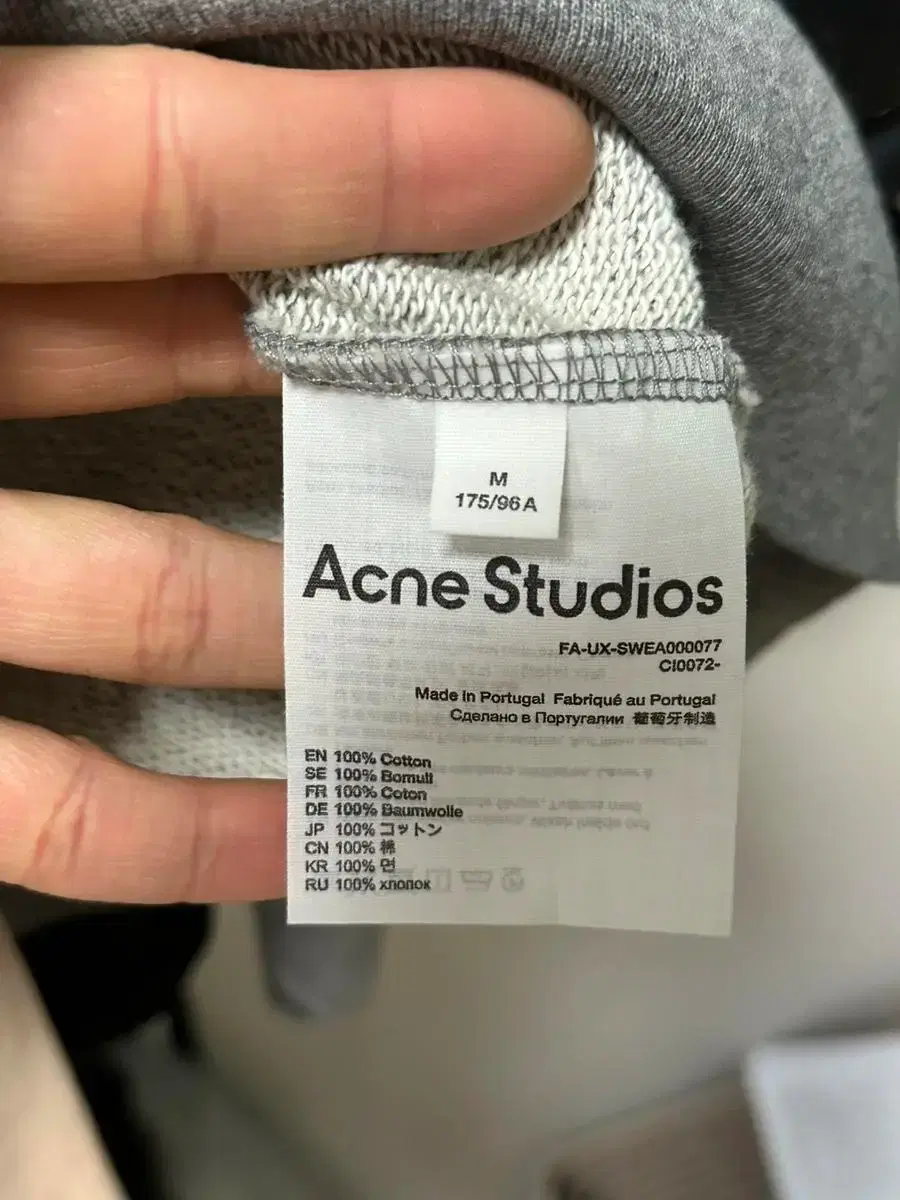 M
175/96A
Acne Studios
FA-UX-SWEA000077
CI0072-
Made in Portugal Fabriqué au Portugal
Сделано в Португалии 葡萄牙制造
EN 100% Cotton
SE 100% Bomull
FR 100% Coton
DE 100% Baumwolle
JP 100% コットン
CN 100% 棉
KR 100% 면
RU 100% хлопок